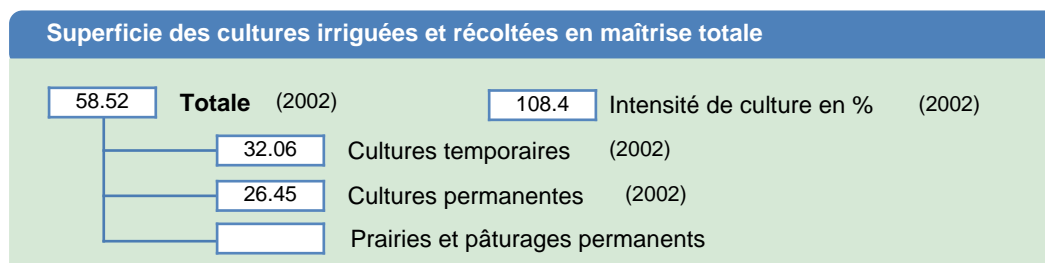 Superficie des cultures irriguées et récoltées en maîtrise totale
58.52 Totale (2002) 108.4 Intensité de culture en % (2002)
32.06 Cultures temporaires (2002)
26.45 Cultures permanentes (2002)
Prairies et pâturages permanents